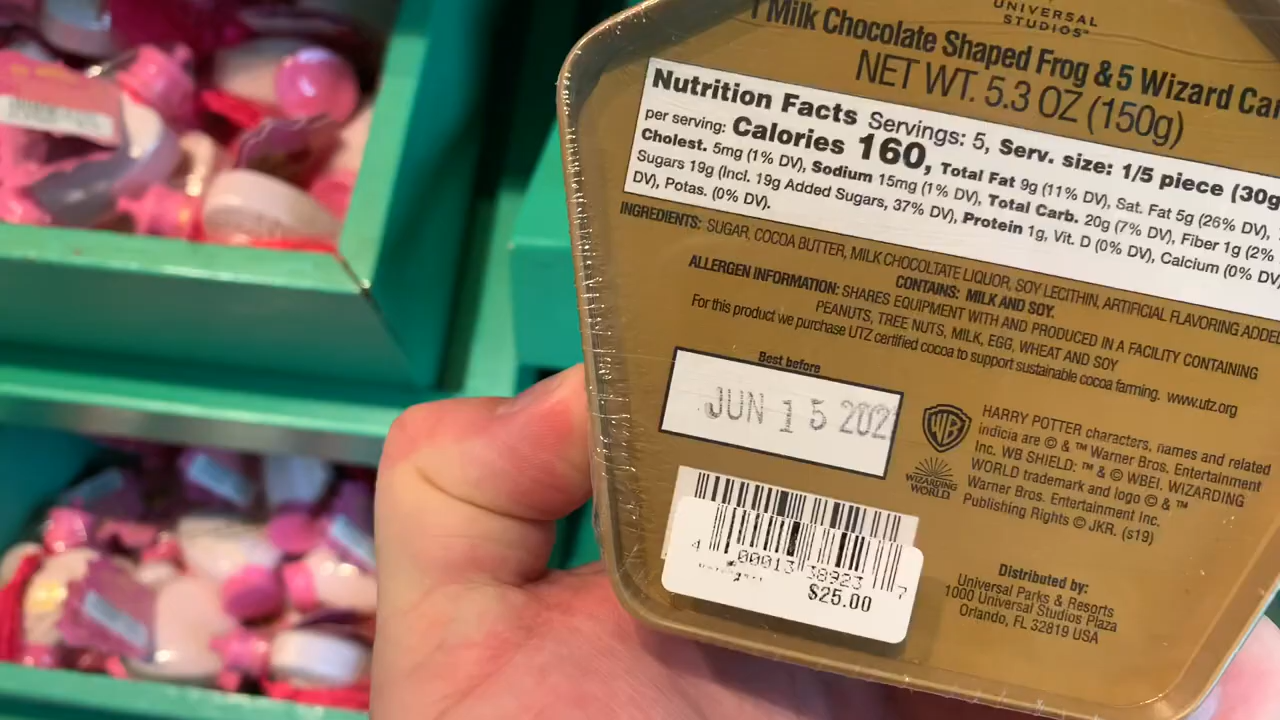 UNIVERSAL
STUDIOS
1 Milk Chocolate Shaped Frog & 5 Wizard
NET WT. 5.3 OZ (150g)
Nutrition Facts Servings: 5, Serv. size: 1/5 piece (30g
per serving: Calories 160, Total Fat 9g (11% DV), Sat. Fat 5g (26% DV),
Cholest. 5mg (1% DV), Sodium 15mg (1% DV), Total Carb. 20g (7% DV), Fiber 1g (2%
Sugars 19g (Incl. 19g Added Sugars, 37% DV), Protein 1g, Vit. D (0% DV), Calcium (0% DV)
DV), Potas. (0% DV).
INGREDIENTS: SUGAR, COCOA BUTTER, MILK CHOCOLTATE LIQUOR, SOY LECITHIN, ARTIFICIAL FLAVORING ADDED
CONTAINS: MILK AND SOY.
ALLERGEN INFORMATION: SHARES EQUIPMENT WITH AND PRODUCED IN A FACILITY CONTAINING
PEANUTS, TREE NUTS, MILK, EGG, WHEAT AND SOY
For this product we purchase UTZ certified cocoa to support sustainable cocoa farming. www.utz.org
Best before
JUN 15 202
WB
WIZARDING
WORLD
HARRY POTTER characters, names and related
indicia are © & ™ Warner Bros. Entertainment
Inc. WB SHIELD: ™ & © WBEI. WIZARDING
WORLD trademark and logo © & ™
Warner Bros. Entertainment Inc.
Publishing Rights © JKR. (s19)
4 00013 38923 7
$25.00
Distributed by:
Universal Parks & Resorts
1000 Universal Studios Plaza
Orlando, FL 32819 USA